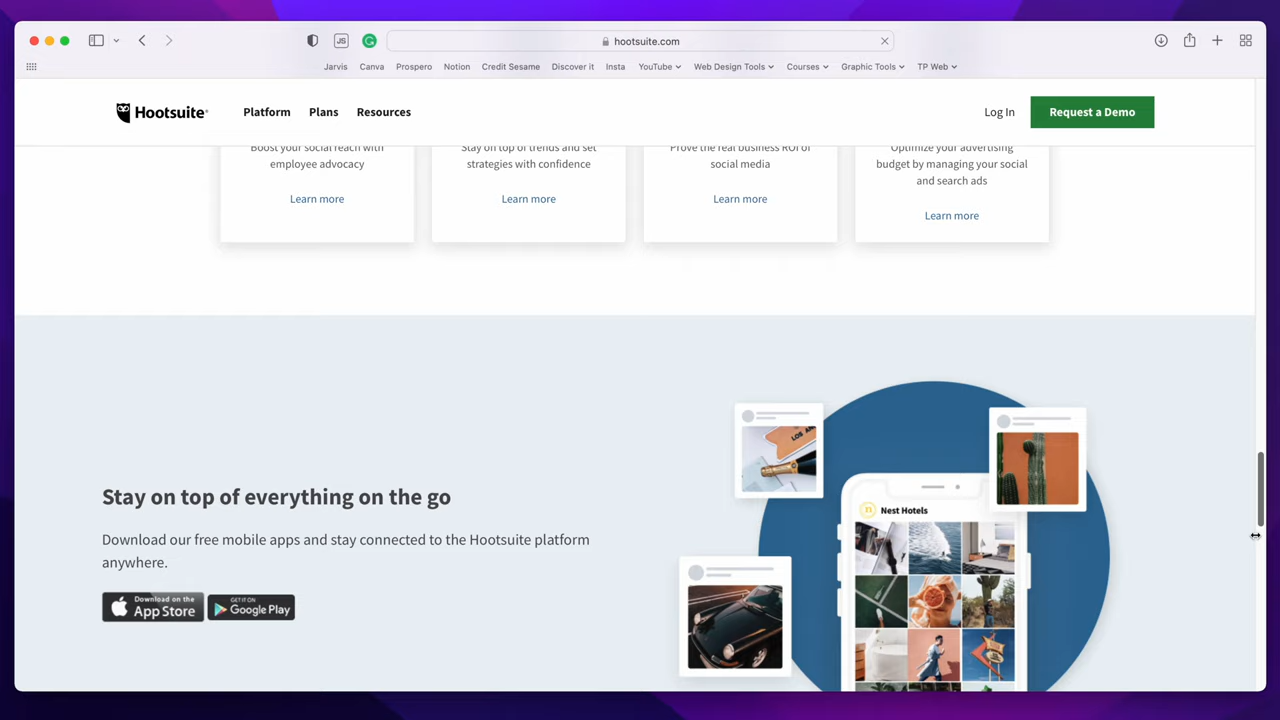 JS
hootsuite.com
Jarvis Canva Prospero Notion Credit Sesame Discover it Insta YouTube Web Design Tools Courses Graphic Tools TP Web
Hootsuite®
Platform Plans Resources
Log In
Request a Demo
Boost your social reach with
employee advocacy
Learn more
Stay on top of trends and set
strategies with confidence
Learn more
Prove the real business ROI of
social media
Learn more
Optimize your advertising
budget by managing your social
and search ads
Learn more
Stay on top of everything on the go
Download our free mobile apps and stay connected to the Hootsuite platform
anywhere.
Download on the
App Store
GET IT ON
Google Play
LOS AN
Nest Hotels